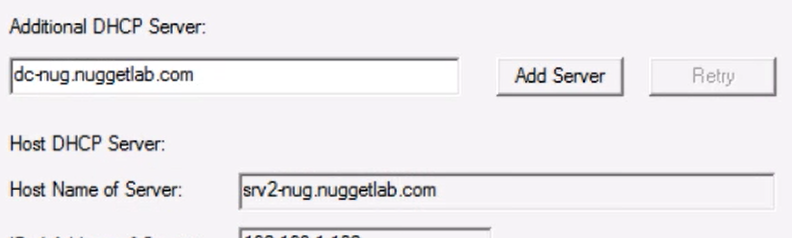 Additional DHCP Server:
dc-nug.nuggetlab.com Add Server Retry
Host DHCP Server:
Host Name of Server: srv2-nug.nuggetlab.com